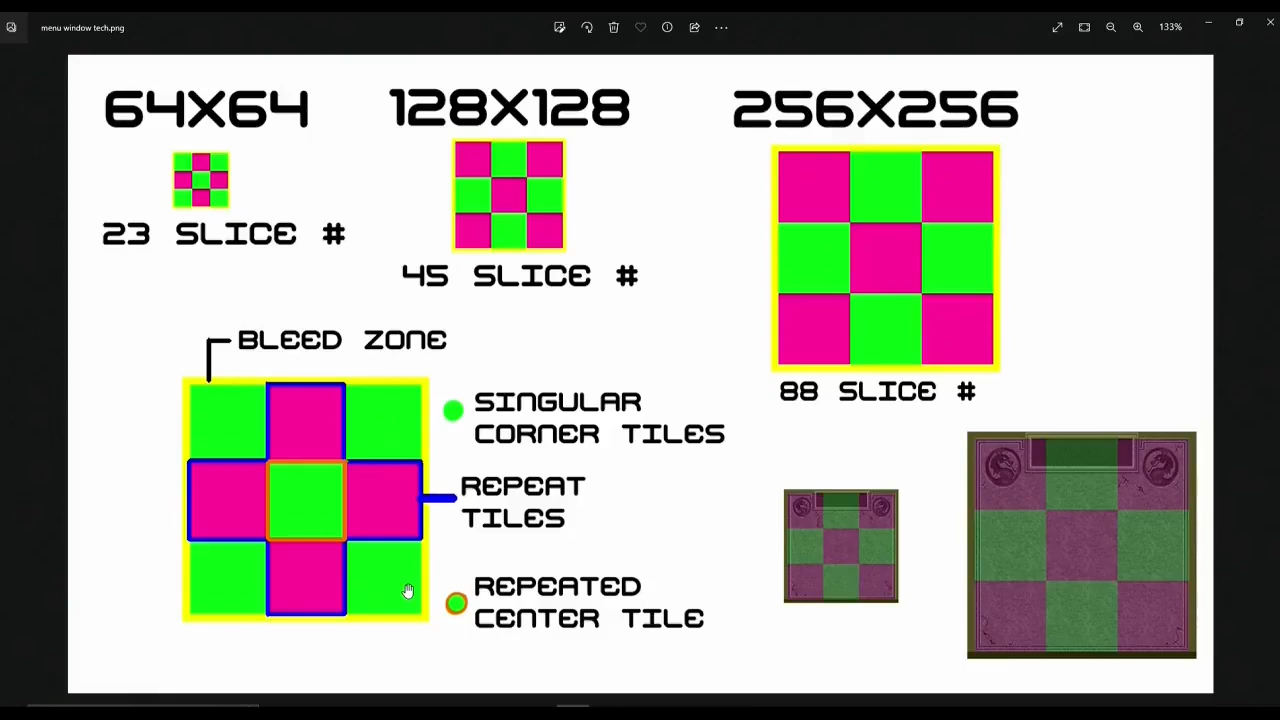 menu window tech.png
133%
64X64
128X128
256X256
23 SLICE #
45 SLICE #
88 SLICE #
BLEED ZONE
SINGULAR
CORNER TILES
REPEAT
TILES
REPEATED
CENTER TILE